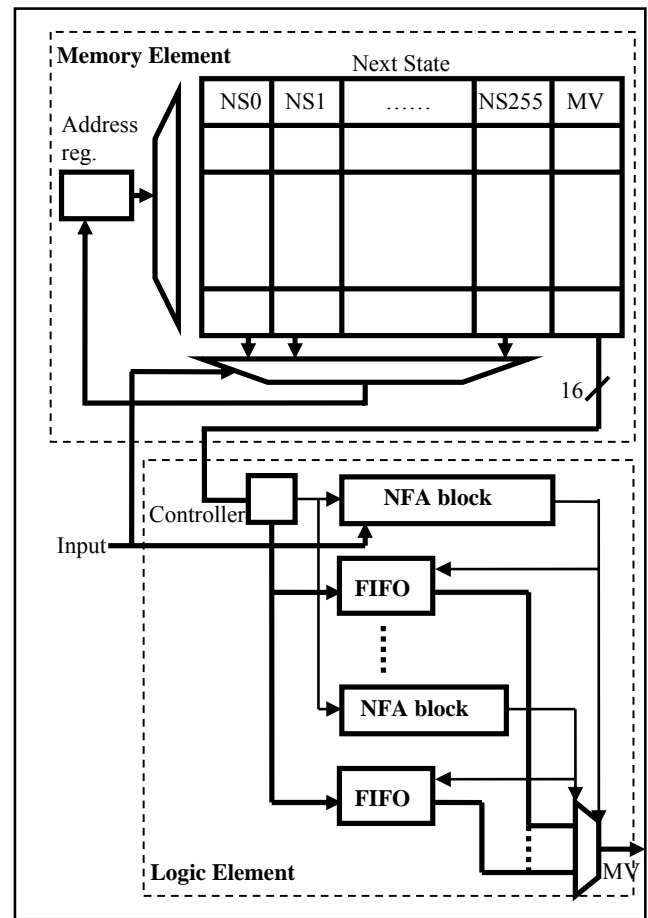 Memory Element
Next State
NS0 NS1 ...... NS255 MV
Address
reg.
16
Controller
NFA block
Input
FIFO
NFA block
FIFO
MV
Logic Element